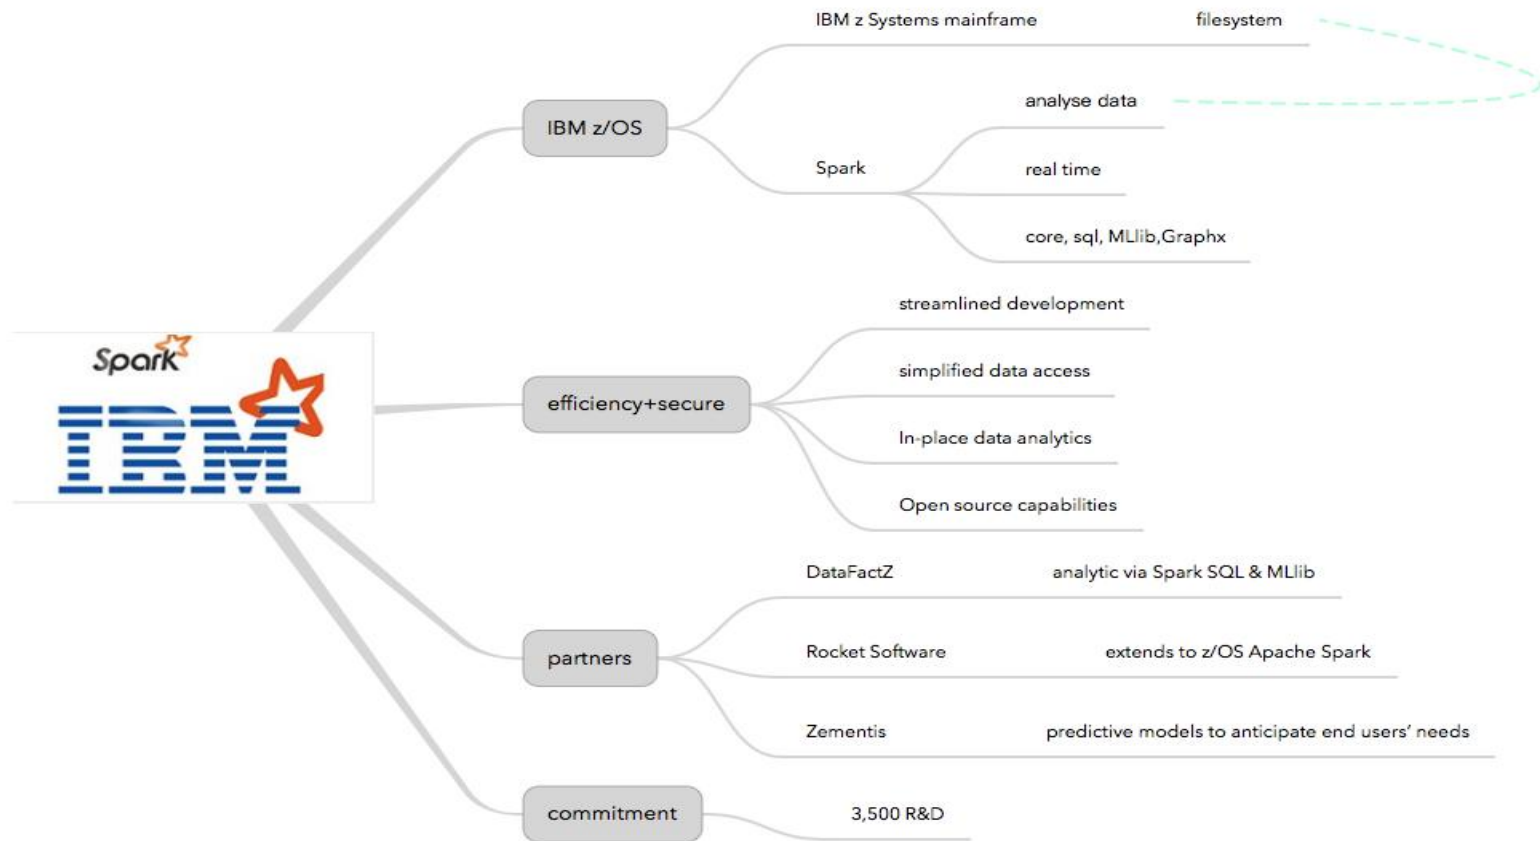 IBM z Systems mainframe
filesystem
IBM z/OS
analyse data
Spark
real time
core, sql, MLlib,Graphx
Spark
IBM
efficiency+secure
streamlined development
simplified data access
In-place data analytics
Open source capabilities
partners
DataFactZ
analytic via Spark SQL & MLlib
Rocket Software
extends to z/OS Apache Spark
Zementis
predictive models to anticipate end users’ needs
commitment
3,500 R&D